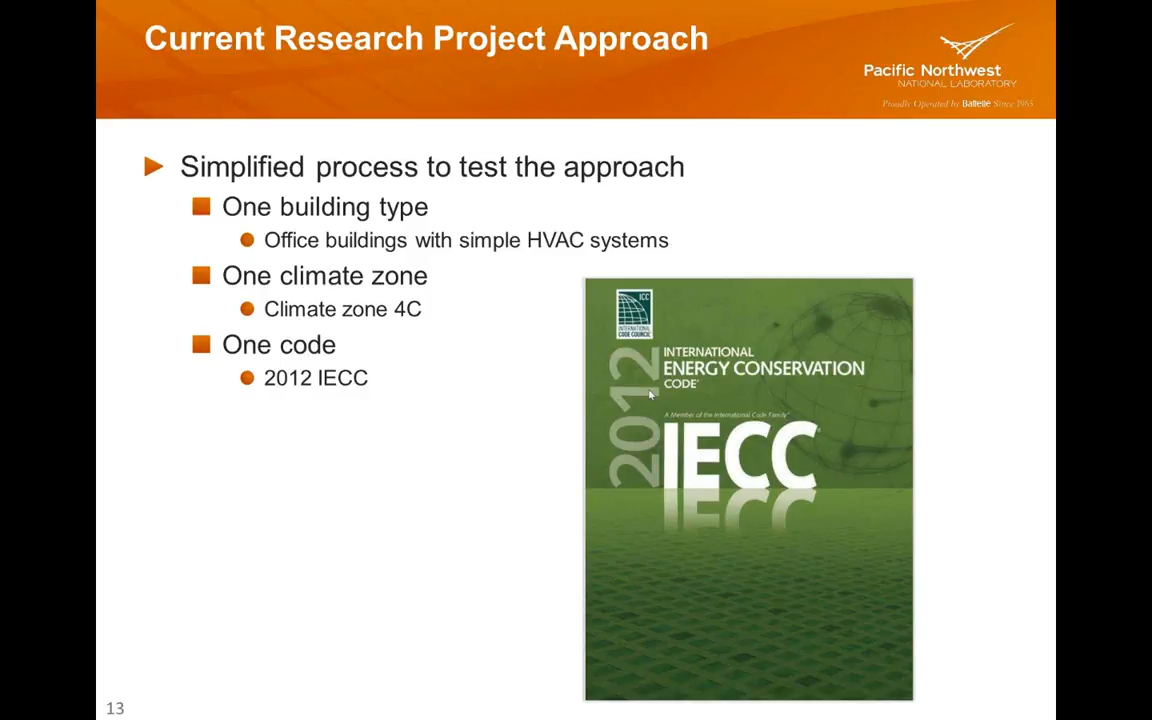 Current Research Project Approach
Pacific Northwest
NATIONAL LABORATORY
Proudly Operated by Battelle Since 1965
Simplified process to test the approach
One building type
Office buildings with simple HVAC systems
One climate zone
Climate zone 4C
One code
2012 IECC
ICC
INTERNATIONAL
CODE COUNCIL
2012
INTERNATIONAL
ENERGY CONSERVATION
CODE®
A Member of the International Code Family®
IECC®
13